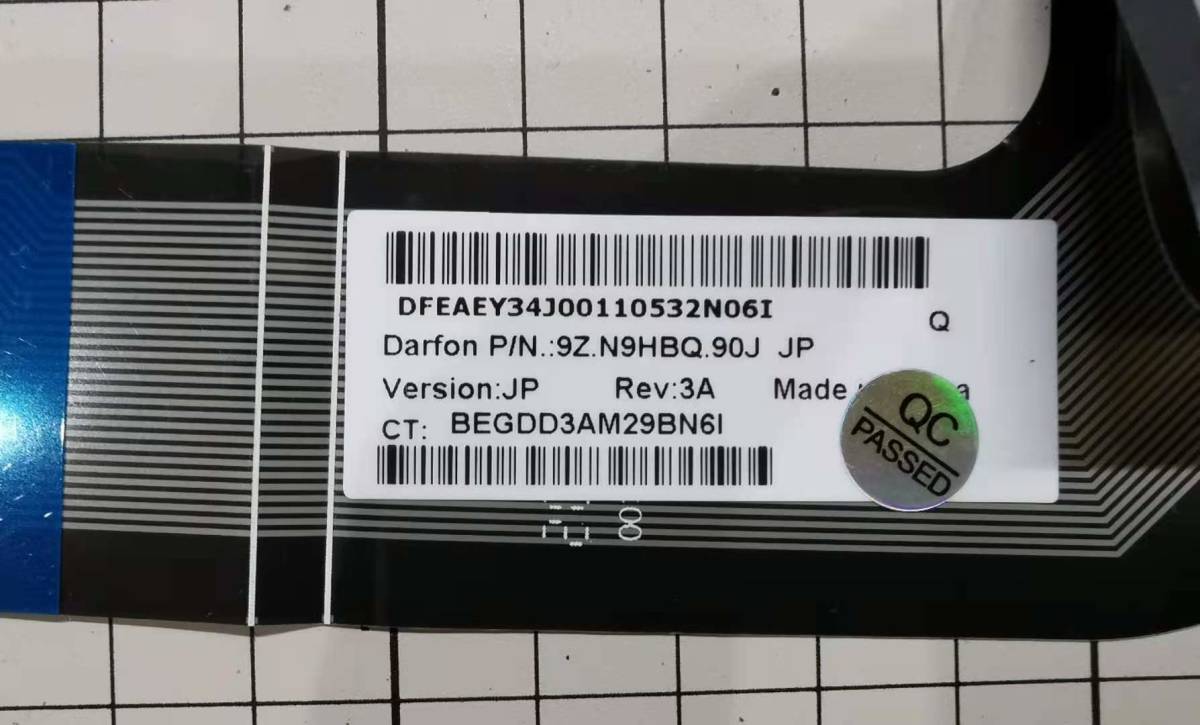 DFEAEY34J00110532N06I
Q
Darfon P/N.:9Z.N9HBQ.90J JP
Version:JP Rev:3A Made
CT: BEGDD3AM29BN6I
QC
PASSED